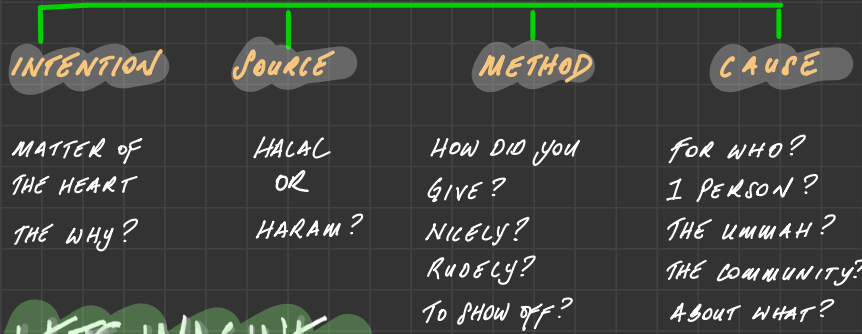 INTENTION
MATTER OF
THE HEART
THE WHY?
SOURCE
HALAL
OR
HARAM?
METHOD
HOW DID YOU
GIVE?
NICELY?
RUDELY?
TO SHOW OFF?
CAUSE
FOR WHO?
1 PERSON?
THE UMMAH?
THE COMMUNITY?
ABOUT WHAT?